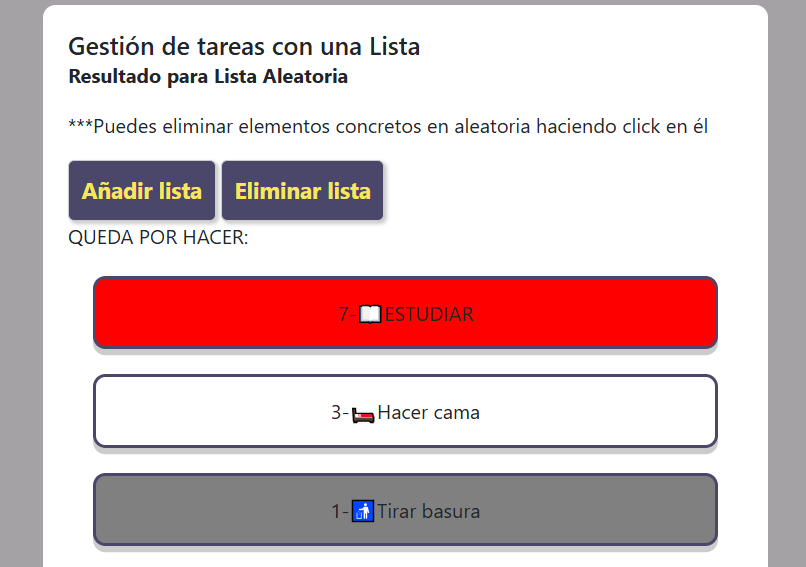 Gestión de tareas con una Lista
Resultado para Lista Aleatoria
***Puedes eliminar elementos concretos en aleatoria haciendo click en él
Añadir lista Eliminar lista
QUEDA POR HACER:
7-📖ESTUDIAR
3-🛏️Hacer cama
1-🚮Tirar basura